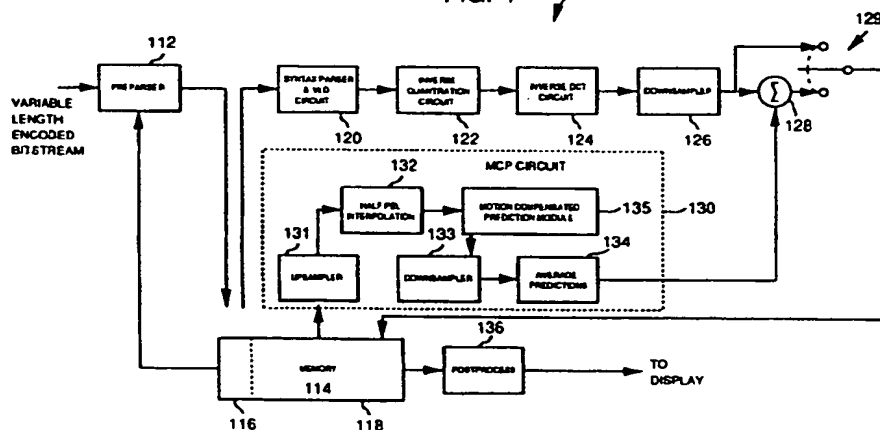 112
129
PRE PARSER
SYNTAX PARSER
& VLD
CIRCUIT
INVERSE
QUANTIZATION
CIRCUIT
INVERSE DCT
CIRCUIT
DOWNSAMPLER
Σ
VARIABLE
LENGTH
ENCODED
BITSTREAM
120
122
124
126
128
MCP CIRCUIT
132
HALF PEL
INTERPOLATION
MOTION COMPENSATED
PREDICTION MODULE
135
130
131
133
134
UPSAMPLER
DOWNSAMPLER
AVERAGE
PREDICTIONS
136
MEMORY
114
POSTPROCESS
TO
DISPLAY
116
118